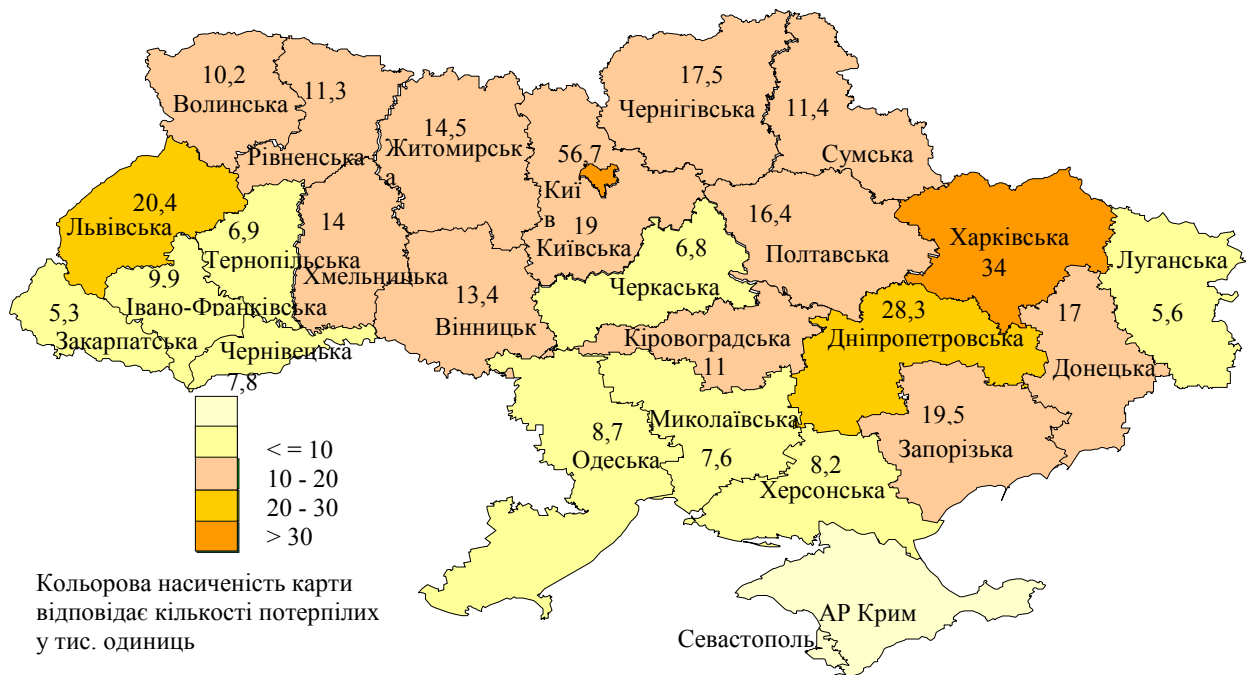 10,2
Волинська
11,3
Рівненська
14,5
Житомирськ
а
56,7
Киї
в
19
Київська
17,5
Чернігівська
11,4
Сумська
20,4
Львівська
6,9
Тернопільська
14
Хмельницька
9,9
Івано-Франківська
5,3
Закарпатська
Чернівецька
7,8
13,4
Вінницьк
6,8
Черкаська
16,4
Полтавська
Харківська
34
Луганська
5,6
28,3
Дніпропетровська
17
Донецька
Кіровоградська
11
19,5
Запорізька
Миколаївська
7,6
8,7
Одеська
8,2
Херсонська
АР Крим
Севастополь
< = 10
10 - 20
20 - 30
> 30
Кольорова насиченість карти
відповідає кількості потерпілих
у тис. одиниць